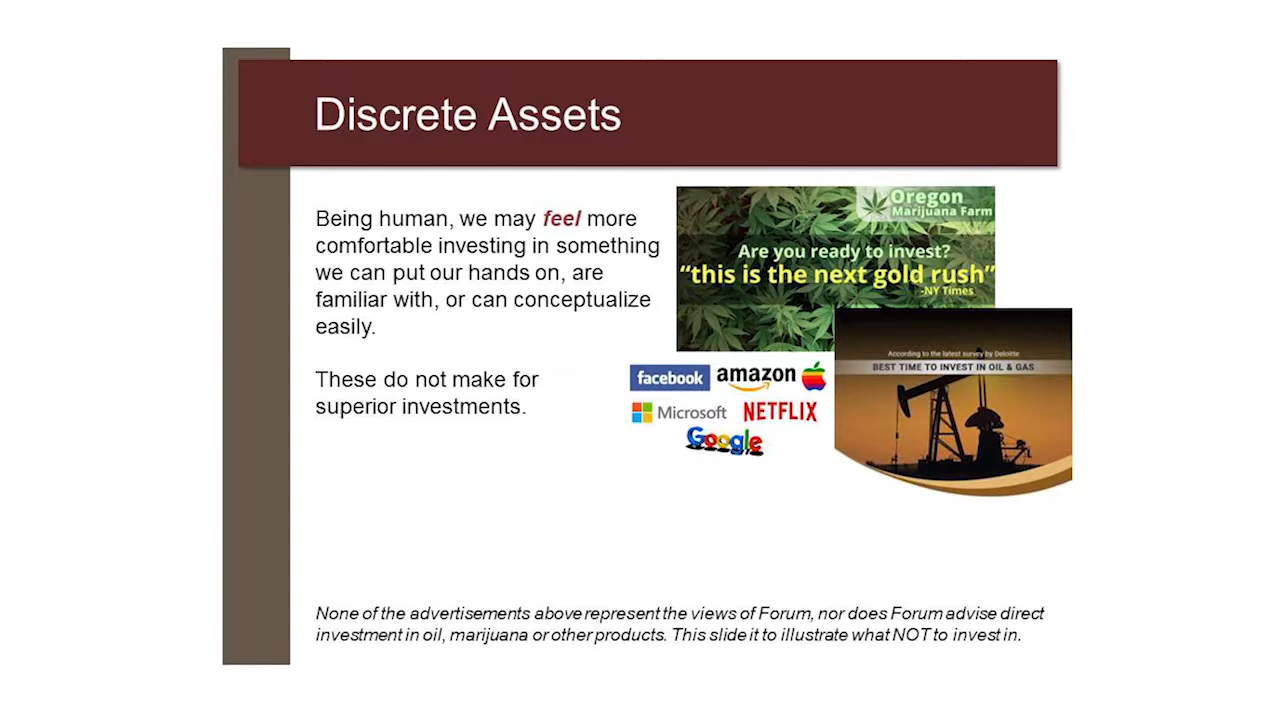 Discrete Assets
Being human, we may feel more
comfortable investing in something
we can put our hands on, are
familiar with, or can conceptualize
easily.
These do not make for
superior investments.
Oregon
Marijuana Farm
Are you ready to invest?
“this is the next gold rush”
-NY Times
According to the latest survey by Deloitte
BEST TIME TO INVEST IN OIL & GAS
facebook
amazon
Microsoft
NETFLIX
Google
None of the advertisements above represent the views of Forum, nor does Forum advise direct
investment in oil, marijuana or other products. This slide it to illustrate what NOT to invest in.